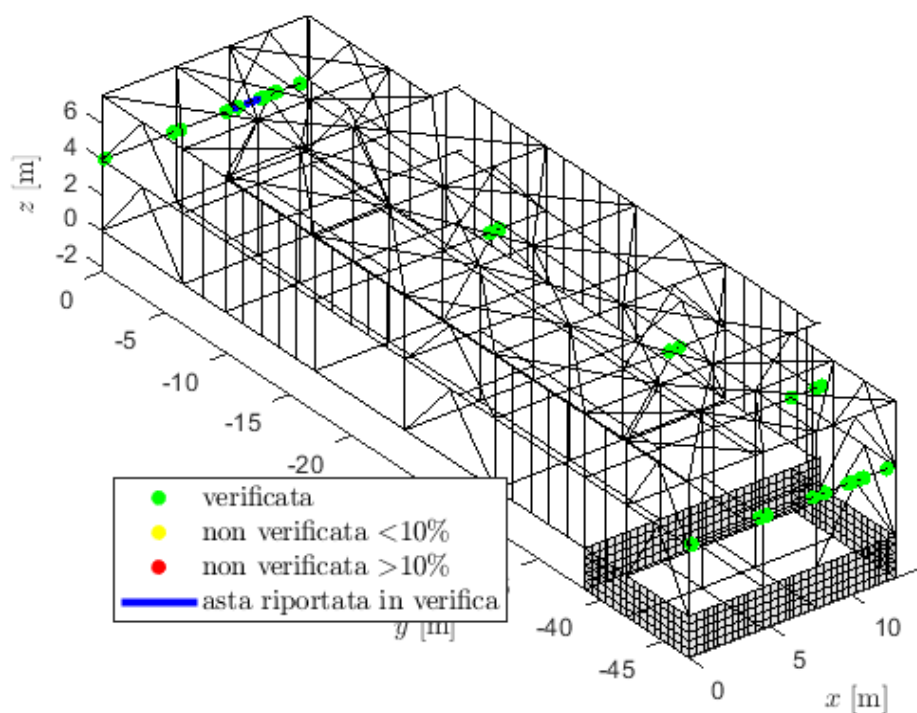 6
4
2
0
-2
z [m]
0
-5
-10
-15
-20
verificata
non verificata <10%
non verificata >10%
asta riportata in verifica
y [m]
-40
-45
0
5
10
x [m]